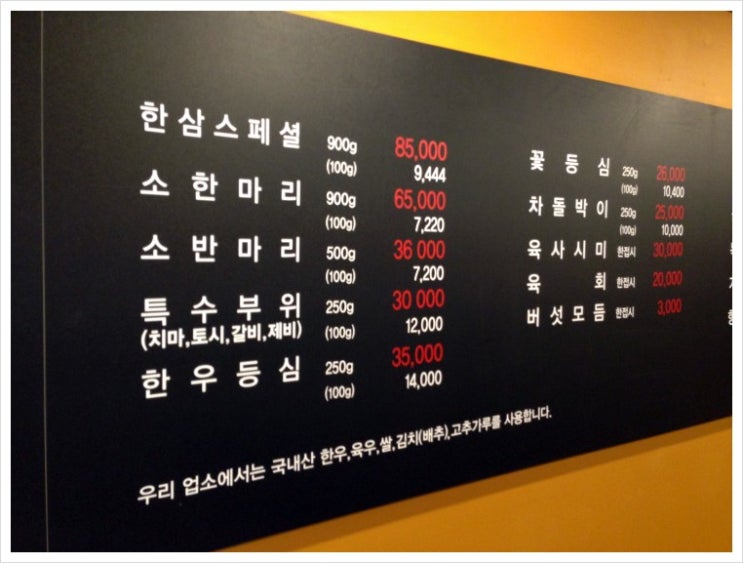 한삼스페셜 900g 85,000
(100g) 9,444
소한마리 900g 65,000
(100g) 7,220
소반마리 500g 36 000
(100g) 7,200
특수부위 250g 30 000
(치마,토시,갈비,제비) (100g) 12,000
한우등심 250g 35,000
(100g) 14,000
꽃등심 250g 26,000
(100g) 10,400
차돌박이 250g 25,000
(100g) 10,000
육사시미 한접시 30,000
육회 한접시 20,000
버섯모듬 한접시 3,000
우리 업소에서는 국내산 한우,육우,쌀,김치(배추),고추가루를 사용합니다.